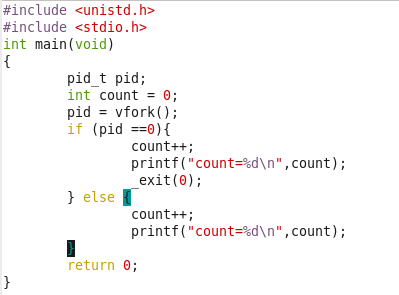 #include <unistd.h>
#include <stdio.h>
int main(void)
{
        pid_t pid;
        int count = 0;
        pid = vfork();
        if (pid ==0){
                count++;
                printf("count=%d\n",count);
                _exit(0);
        } else {
                count++;
                printf("count=%d\n",count);
        }
        return 0;
}